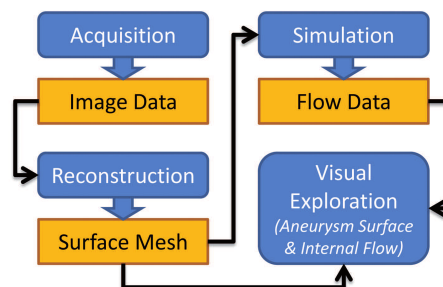 Acquisition
Image Data
Reconstruction
Surface Mesh
Simulation
Flow Data
Visual
Exploration
(Aneurysm Surface
& Internal Flow)